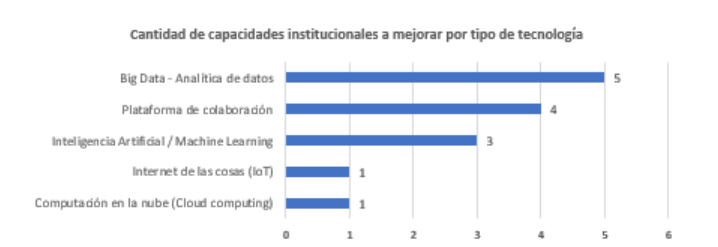 Cantidad de capacidades institucionales a mejorar por tipo de tecnología
Big Data - Analítica de datos 5
Plataforma de colaboración 4
Inteligencia Artificial / Machine Learning 3
Internet de las cosas (IoT) 1
Computación en la nube (Cloud computing) 1
0 1 2 3 4 5 6